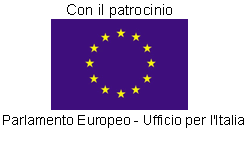 Con il patrocinio
Parlamento Europeo - Ufficio per l'Italia